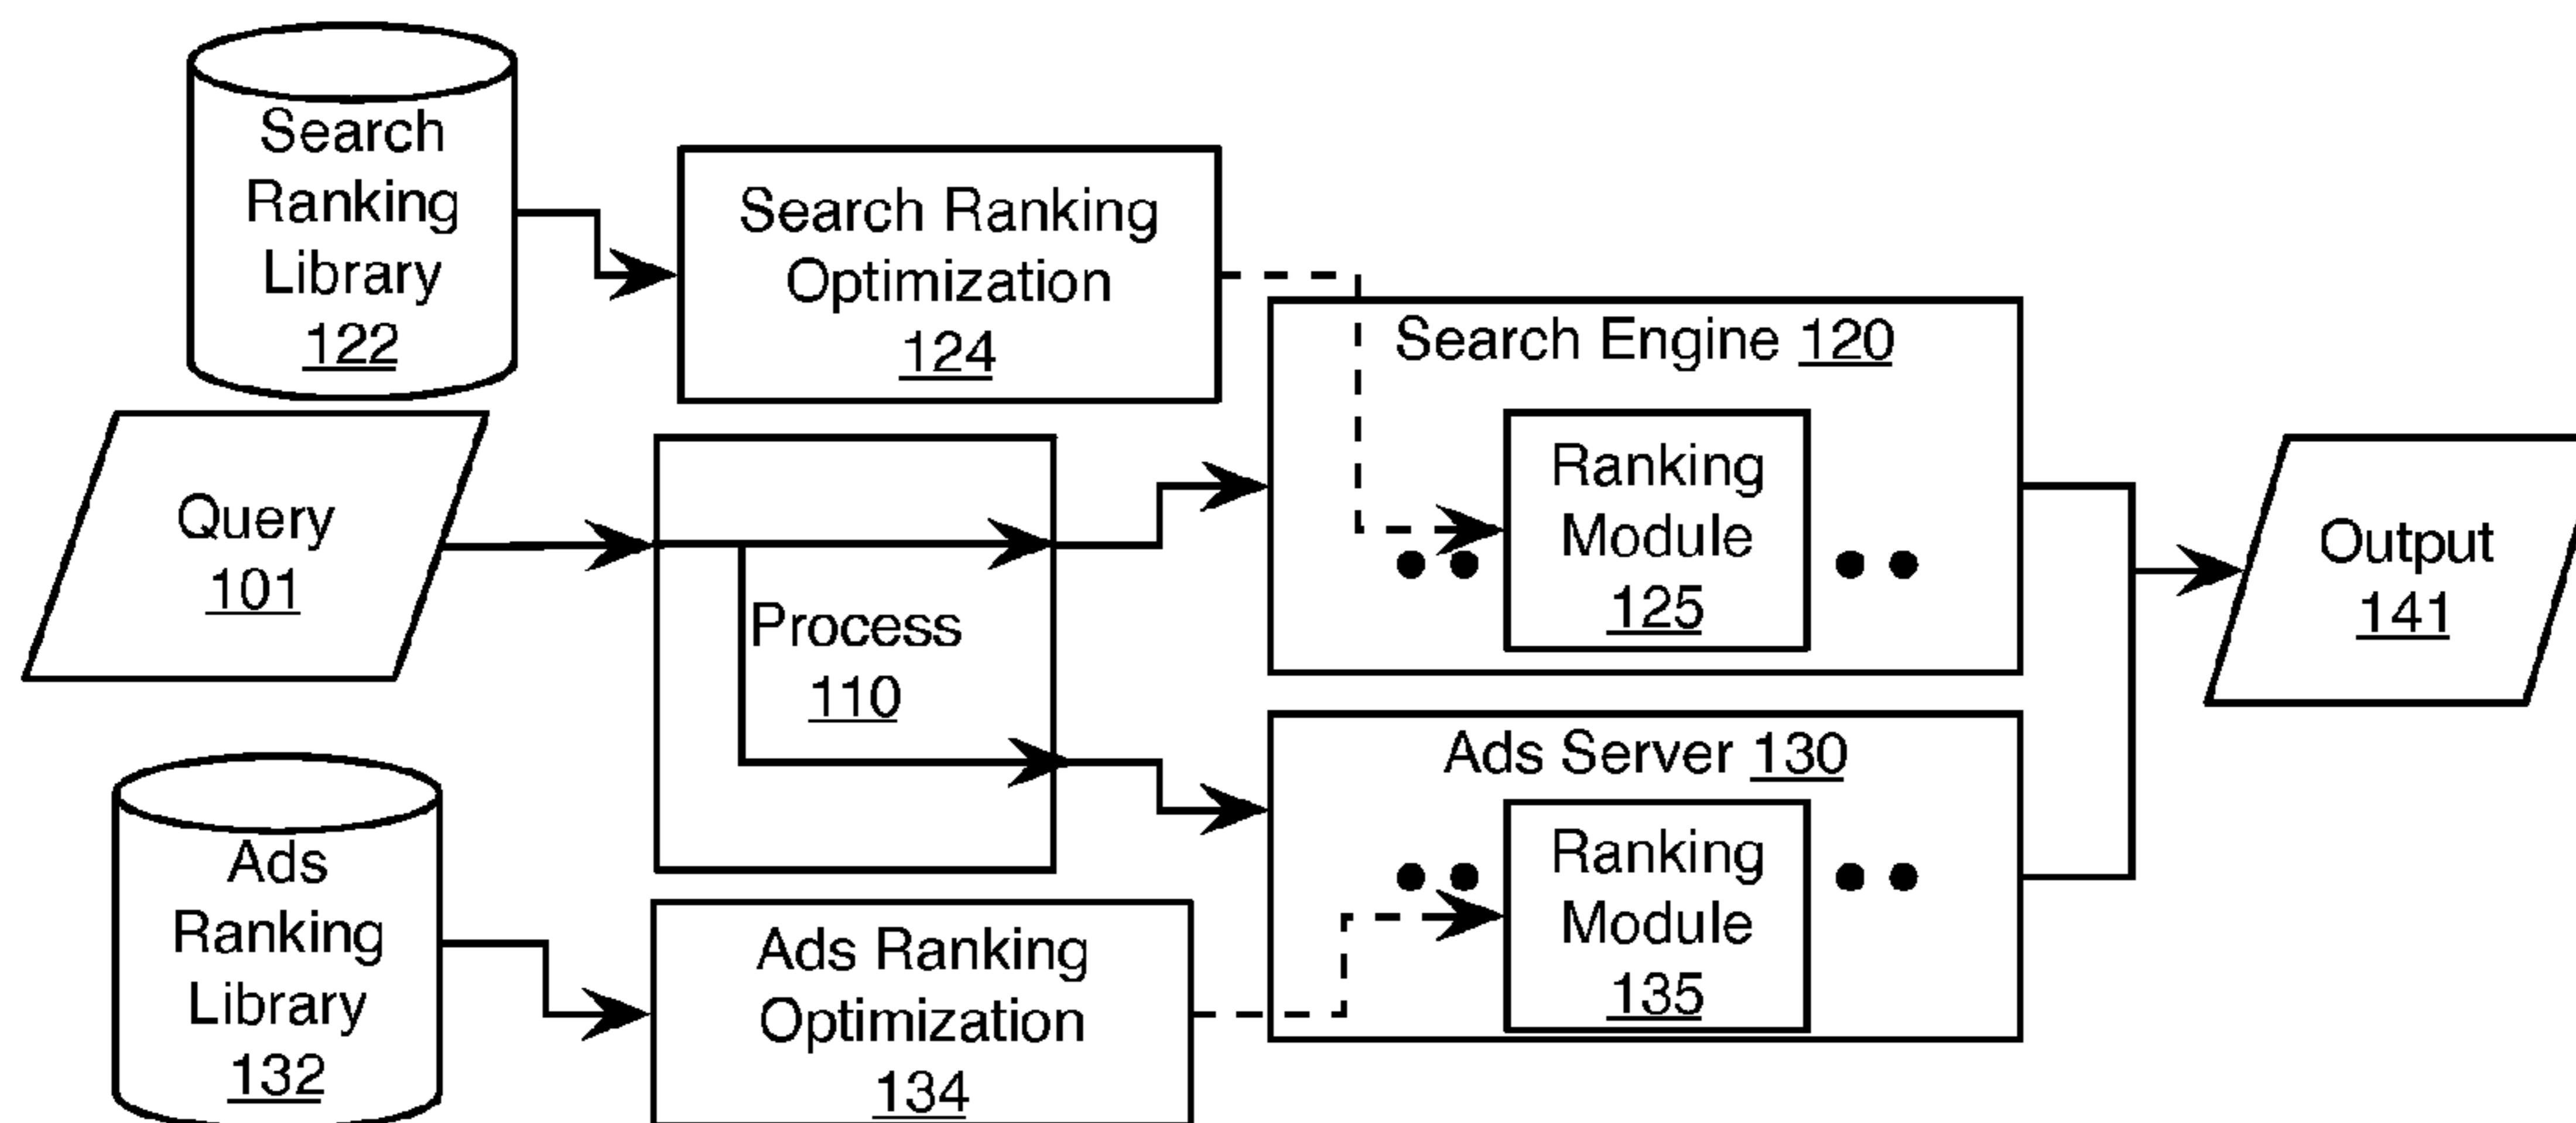 Search
Ranking
Library
122
Search Ranking
Optimization
124
Search Engine 120
Ranking
Module
125
Query
101
Process
110
Output
141
Ads Server 130
Ranking
Module
135
Ads
Ranking
Library
132
Ads Ranking
Optimization
134